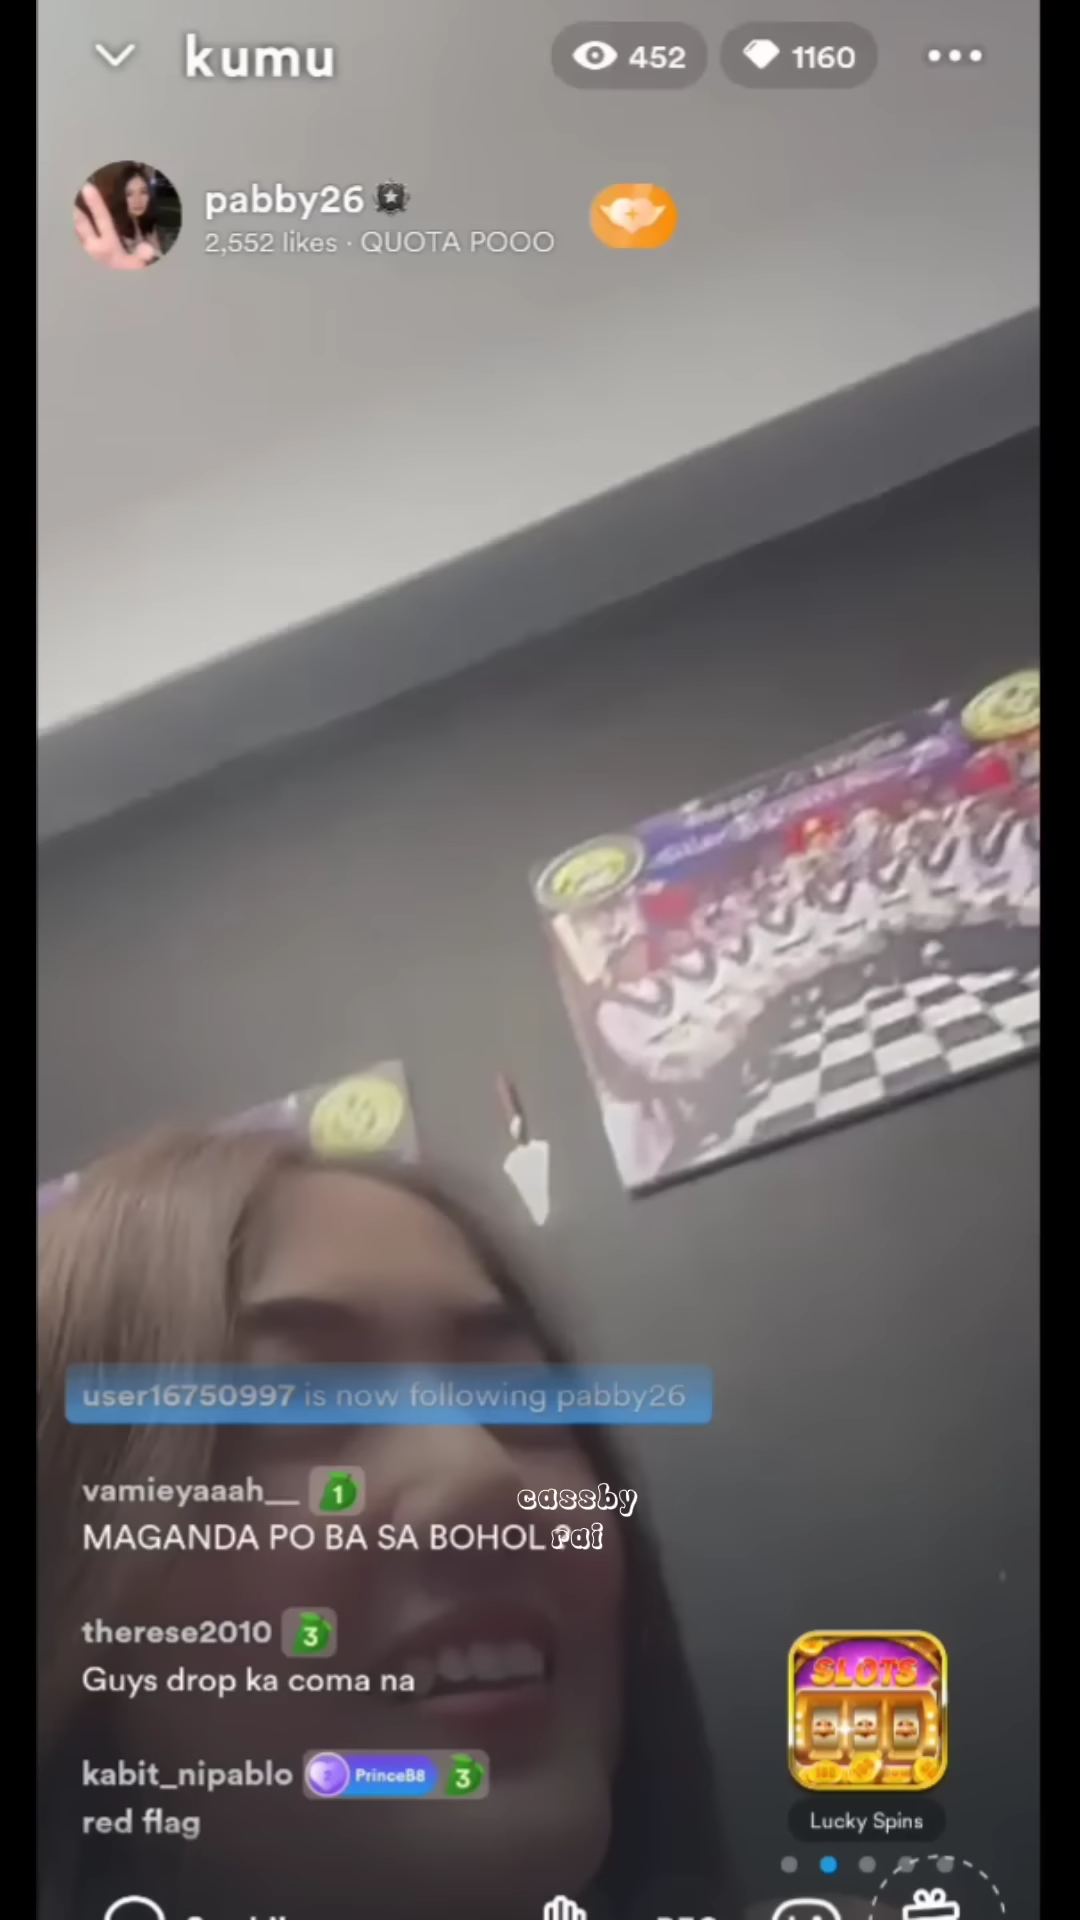 kumu
452
1160
pabby26
2,552 likes · QUOTA POOO
user16750997 is now following pabby26
vamieyaaah__ 1
MAGANDA PO BA SA BOHOL
cassby
rai
therese2010 3
Guys drop ka coma na
kabit_nipablo PrinceB8 3
red flag
SLOTS
Lucky Spins